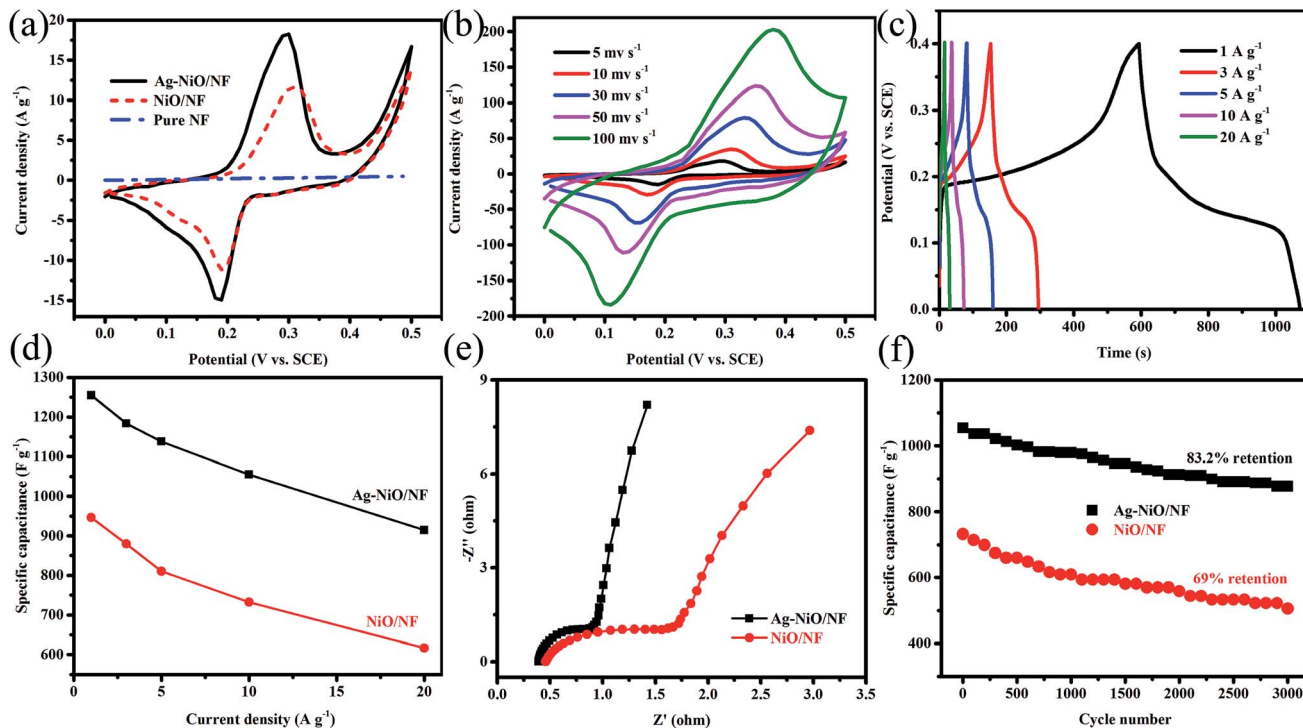 (a)
Ag-NiO/NF
NiO/NF
Pure NF
20
15
10
5
0
-5
-10
-15
0.0 0.1 0.2 0.3 0.4 0.5
Current density (A g⁻¹)
Potential (V vs. SCE)
(b)
5 mv s⁻¹
10 mv s⁻¹
30 mv s⁻¹
50 mv s⁻¹
100 mv s⁻¹
200
150
100
50
0
-50
-100
-150
-200
0.0 0.1 0.2 0.3 0.4 0.5
Current density (A g⁻¹)
Potential (V vs. SCE)
(c)
1 A g⁻¹
3 A g⁻¹
5 A g⁻¹
10 A g⁻¹
20 A g⁻¹
0.4
0.3
0.2
0.1
0.0
0 200 400 600 800 1000
Potential (V vs. SCE)
Time (s)
(d)
1300
1200
1100
1000
900
800
700
600
Ag-NiO/NF
NiO/NF
0 5 10 15 20
Specific capacitance (F g⁻¹)
Current density (A g⁻¹)
(e)
9
6
3
0
Ag-NiO/NF
NiO/NF
0.0 0.5 1.0 1.5 2.0 2.5 3.0
-Z'' (ohm)
Z' (ohm)
(f)
1200
1000
800
600
400
83.2% retention
Ag-NiO/NF
NiO/NF
69% retention
0 500 1000 1500 2000 2500 3000
Specific capacitance (F g⁻¹)
Cycle number